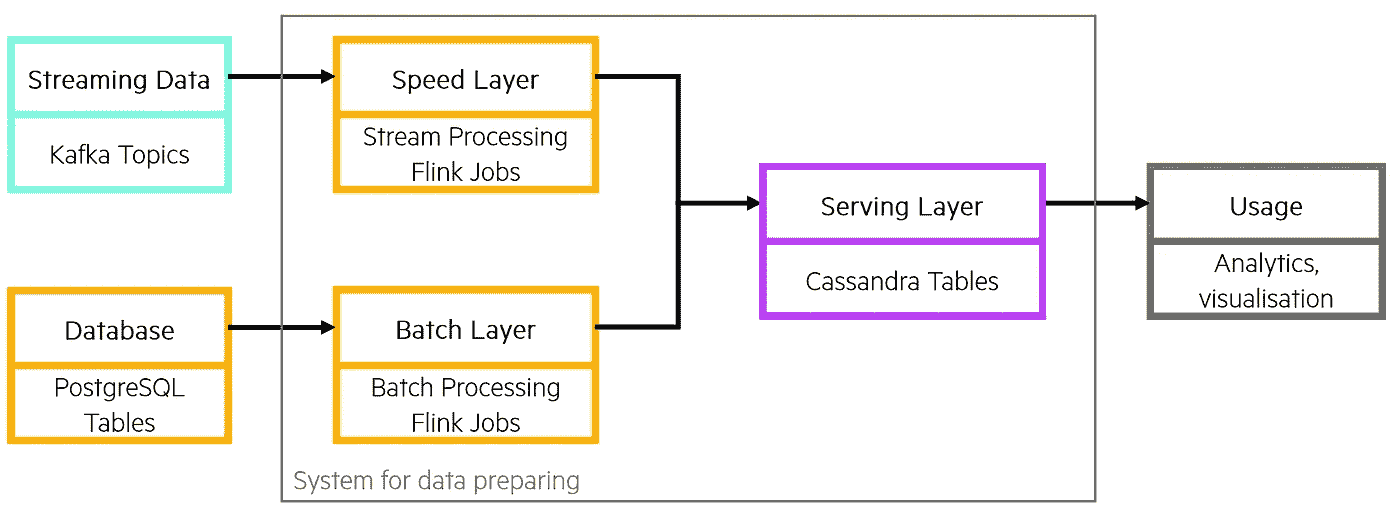 Streaming Data
Kafka Topics
Speed Layer
Stream Processing
Flink Jobs
Database
PostgreSQL
Tables
Batch Layer
Batch Processing
Flink Jobs
Serving Layer
Cassandra Tables
Usage
Analytics,
visualisation
System for data preparing